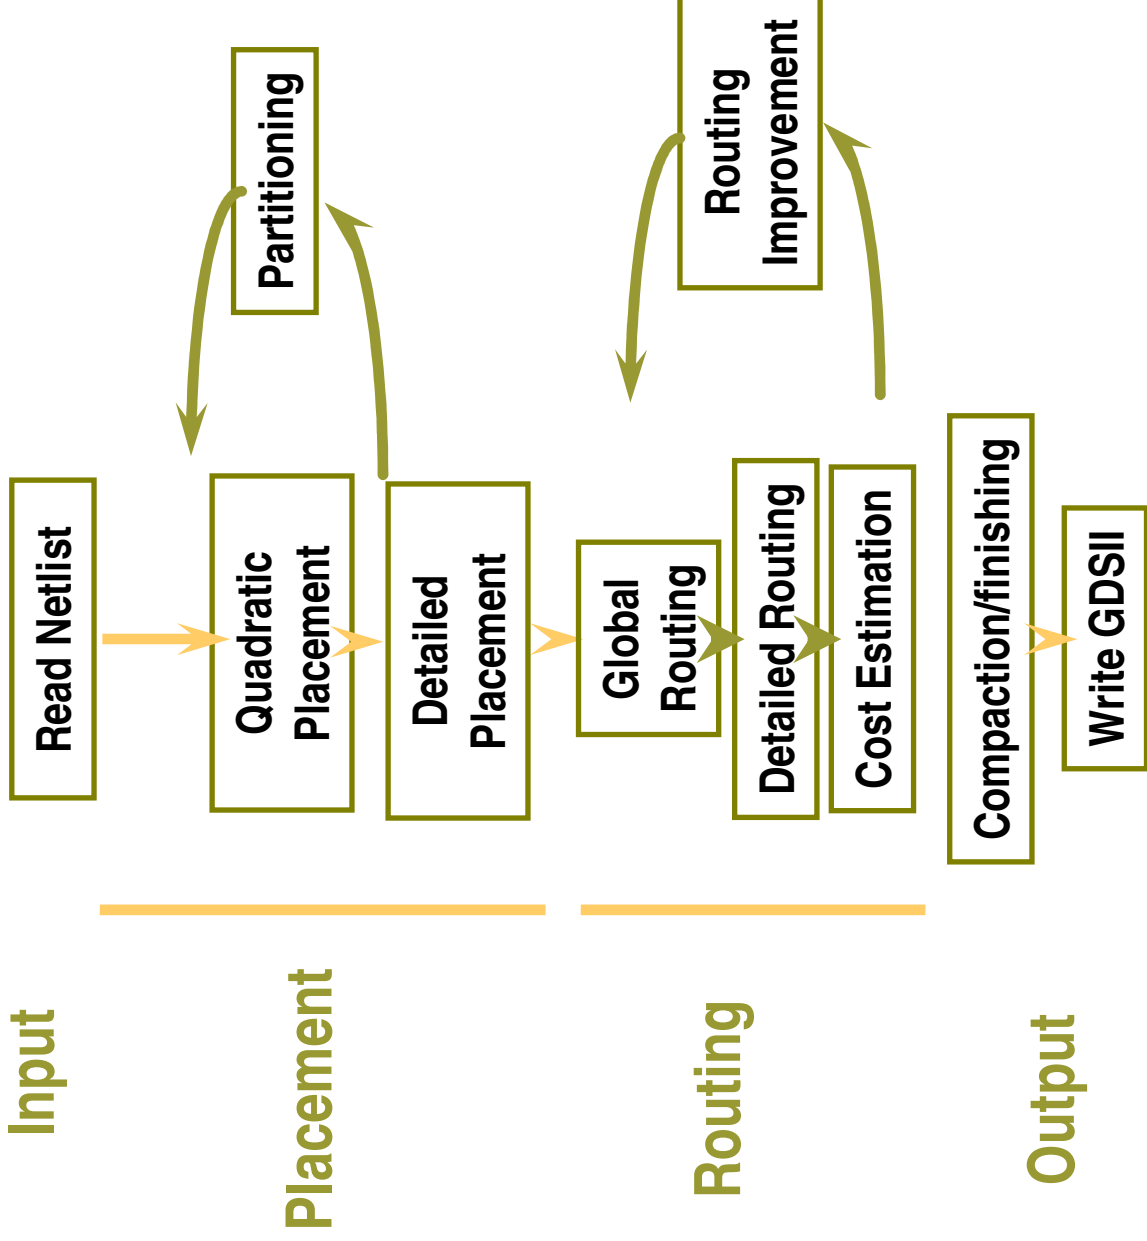 Input
Read Netlist
Placement
Quadratic
Placement
Partitioning
Detailed
Placement
Routing
Global
Routing
Routing
Improvement
Detailed Routing
Cost Estimation
Output
Compaction/finishing
Write GDSII